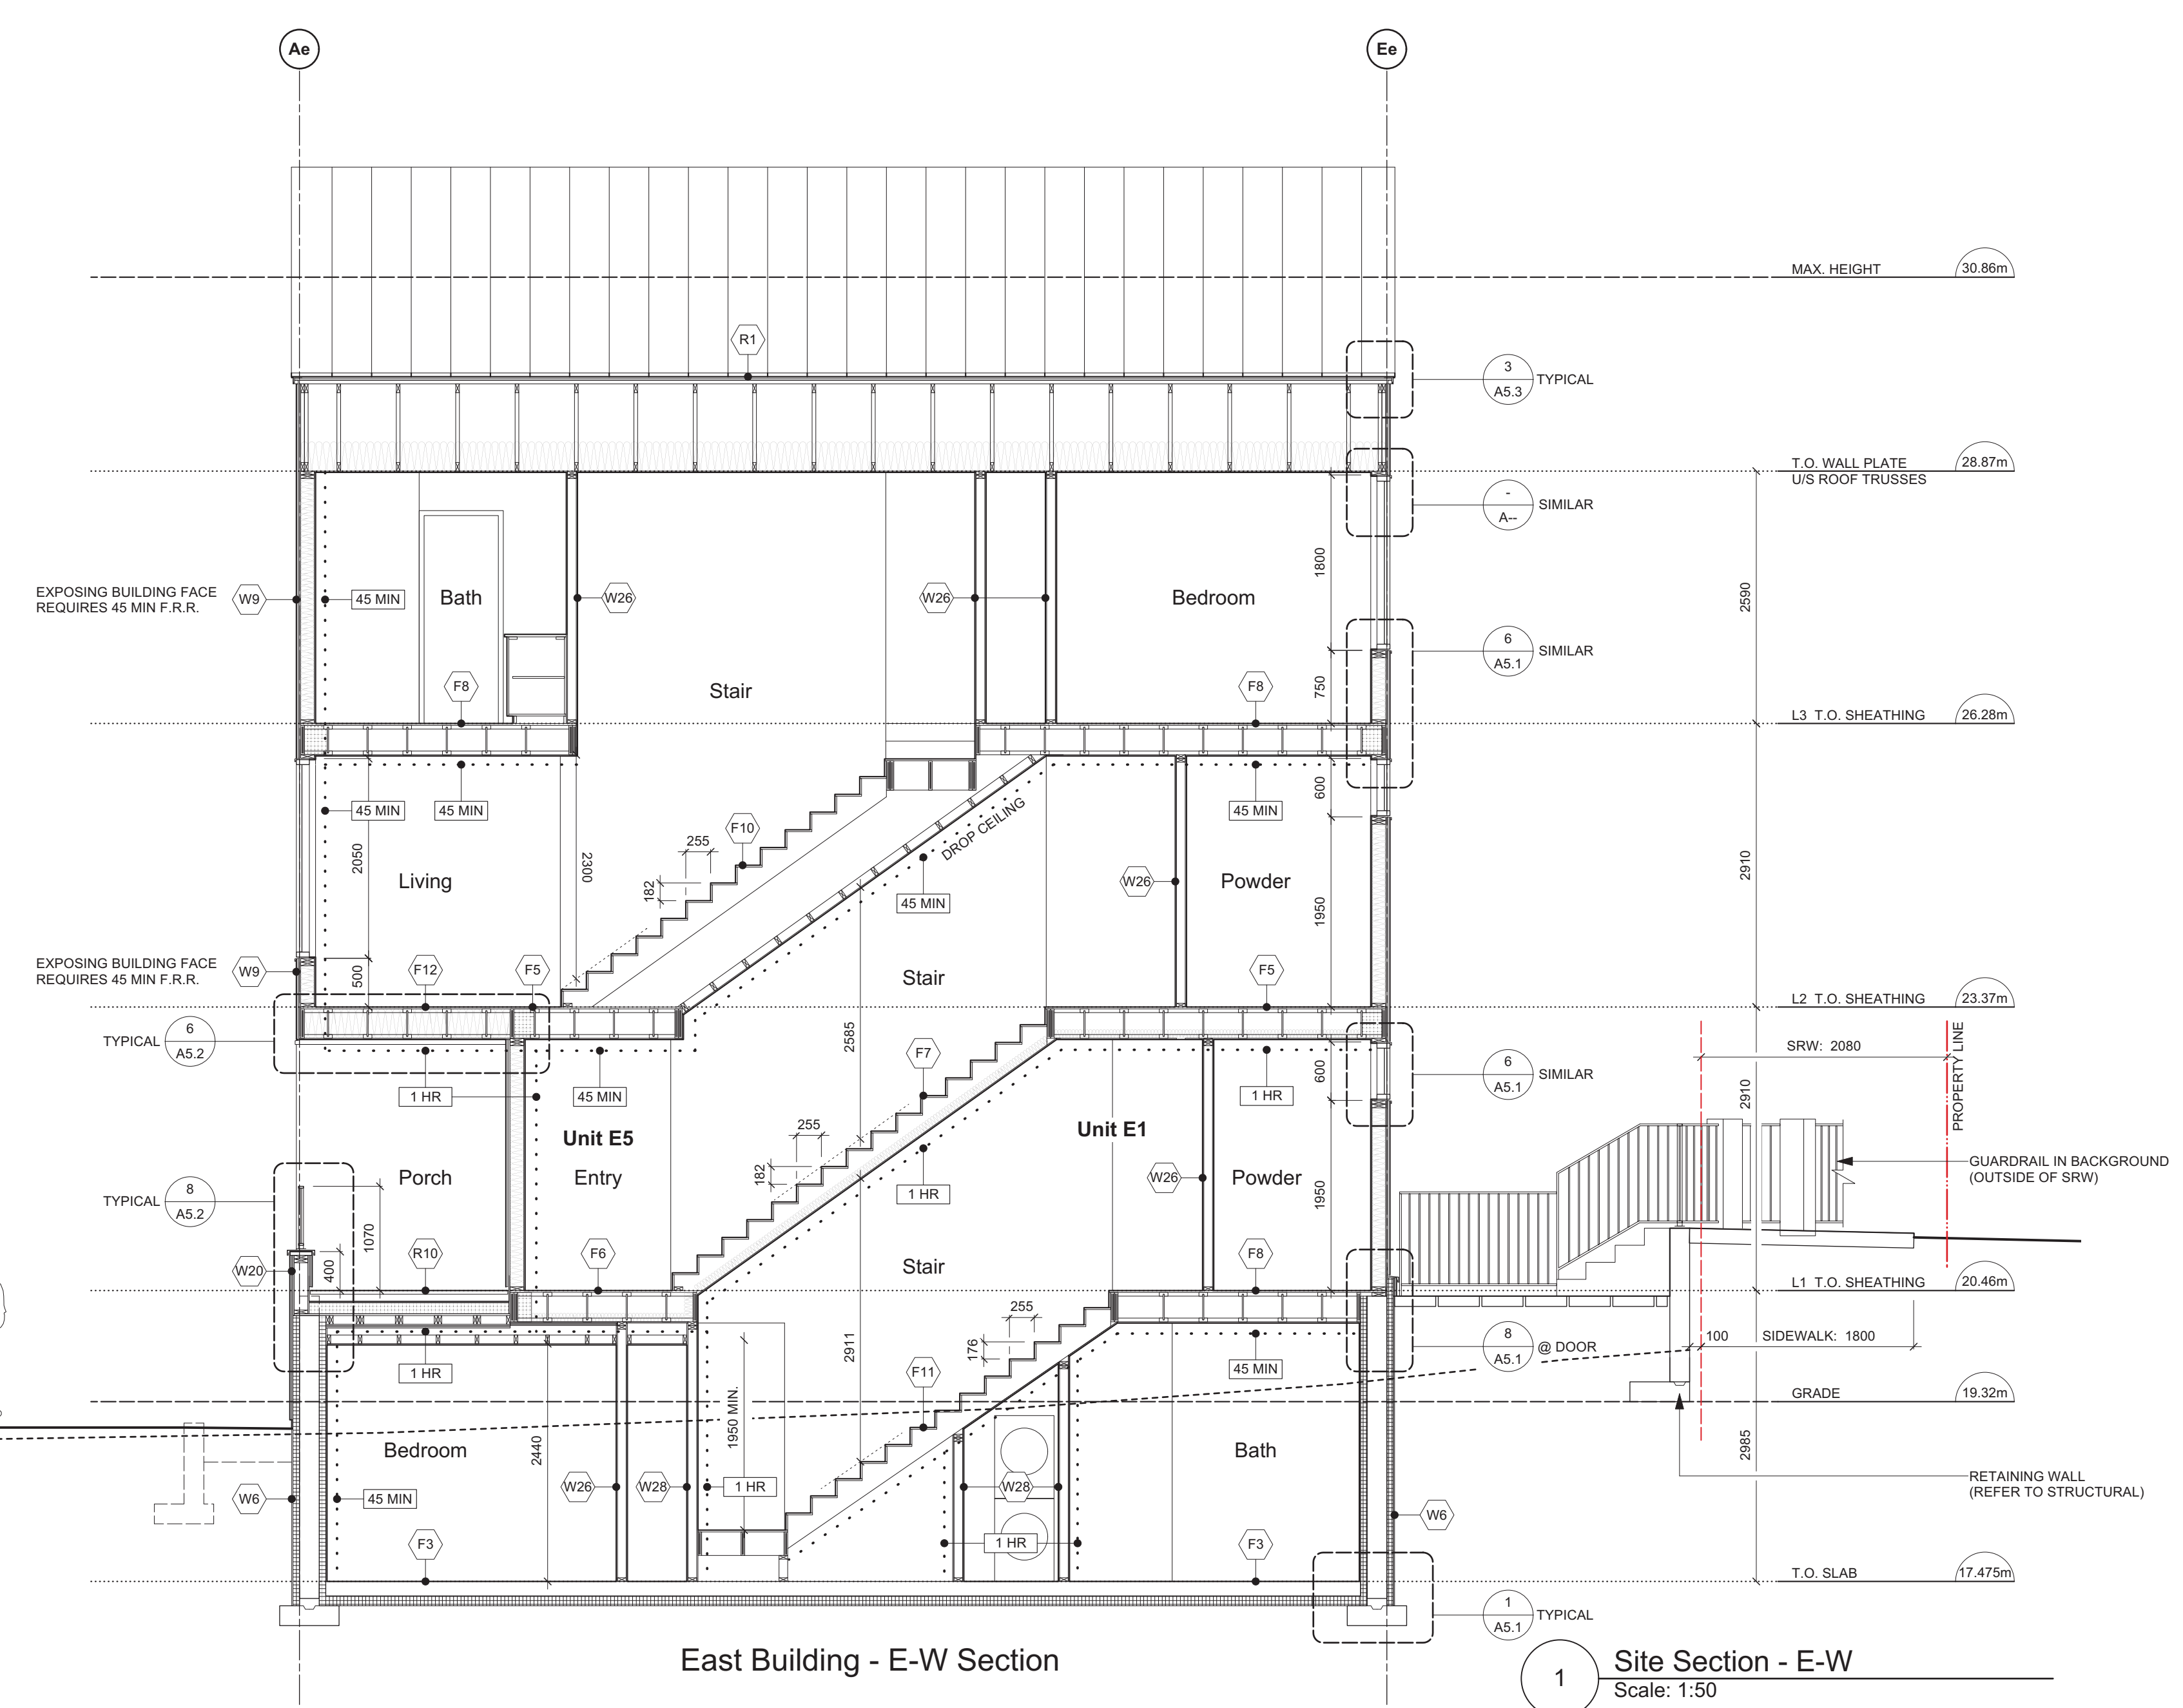 Ae
Ee
MAX. HEIGHT
30.86m
R1
3
A5.3
TYPICAL
T.O. WALL PLATE
U/S ROOF TRUSSES
28.87m
-
A--
SIMILAR
1800
2590
EXPOSING BUILDING FACE
REQUIRES 45 MIN F.R.R.
W9
45 MIN
Bath
W26
W26
Bedroom
6
A5.1
SIMILAR
F8
Stair
F8
750
L3 T.O. SHEATHING
26.28m
45 MIN
45 MIN
600
45 MIN
2050
F10
255
DROP CEILING
2300
182
45 MIN
Living
W26
Powder
2910
1950
EXPOSING BUILDING FACE
REQUIRES 45 MIN F.R.R.
W9
500
F12
F5
Stair
F5
L2 T.O. SHEATHING
23.37m
TYPICAL
6
A5.2
2585
F7
SRW: 2080
PROPERTY LINE
600
6
A5.1
SIMILAR
1 HR
45 MIN
1 HR
2910
255
Unit E5
Unit E1
182
1 HR
Porch
Entry
W26
Powder
1950
GUARDRAIL IN BACKGROUND
(OUTSIDE OF SRW)
TYPICAL
8
A5.2
1070
R10
F6
Stair
F8
W20
400
L1 T.O. SHEATHING
20.46m
255
176
2911
8
A5.1
@ DOOR
100
SIDEWALK: 1800
1 HR
F11
45 MIN
1950 MIN.
GRADE
19.32m
Bedroom
2440
Bath
2985
RETAINING WALL
(REFER TO STRUCTURAL)
W6
45 MIN
W26
W28
1 HR
W28
W6
F3
1 HR
F3
T.O. SLAB
17.475m
1
A5.1
TYPICAL
East Building - E-W Section
1
Site Section - E-W
Scale: 1:50